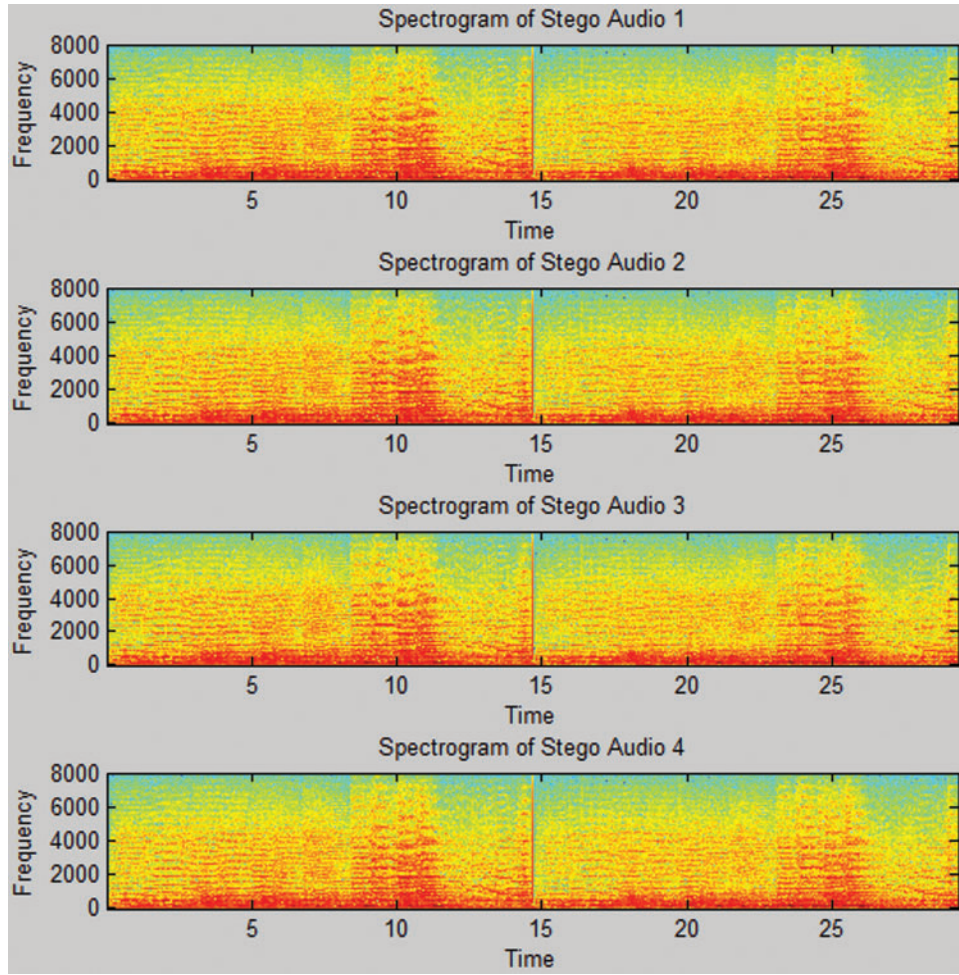 Spectrogram of Stego Audio 1
Frequency
8000
6000
4000
2000
0
5 10 15 20 25
Time
Spectrogram of Stego Audio 2
Frequency
8000
6000
4000
2000
0
5 10 15 20 25
Time
Spectrogram of Stego Audio 3
Frequency
8000
6000
4000
2000
0
5 10 15 20 25
Time
Spectrogram of Stego Audio 4
Frequency
8000
6000
4000
2000
0
5 10 15 20 25
Time